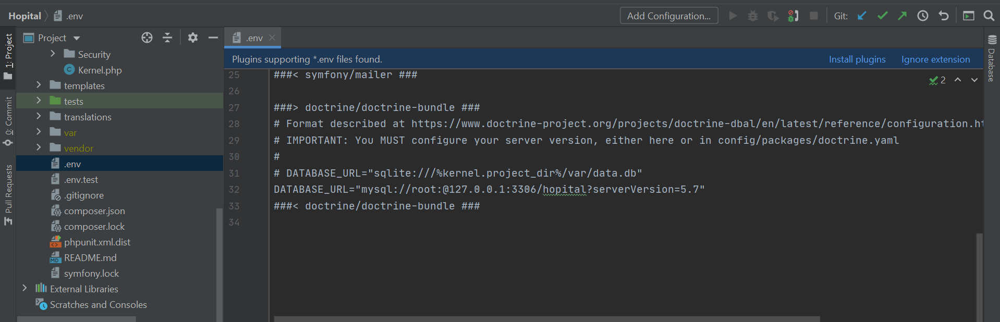 Hopital .env
Add Configuration...
Git:
1: Project
0: Commit
Pull Requests
Project
Security
Kernel.php
templates
tests
translations
var
vendor
.env
.env.test
.gitignore
composer.json
composer.lock
phpunit.xml.dist
README.md
symfony.lock
External Libraries
Scratches and Consoles
.env
Plugins supporting *.env files found.
Install plugins Ignore extension
2
25 ###< symfony/mailer ###
26
27 ###> doctrine/doctrine-bundle ###
28 # Format described at https://www.doctrine-project.org/projects/doctrine-dbal/en/latest/reference/configuration.ht
29 # IMPORTANT: You MUST configure your server version, either here or in config/packages/doctrine.yaml
30 #
31 # DATABASE_URL="sqlite:///%kernel.project_dir%/var/data.db"
32 DATABASE_URL="mysql://root:@127.0.0.1:3306/hopital?serverVersion=5.7"
33 ###< doctrine/doctrine-bundle ###
34
Database